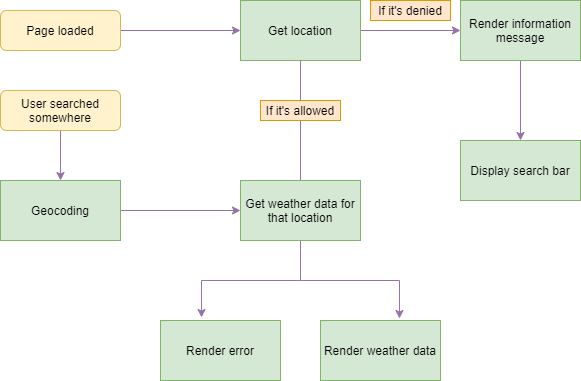 Page loaded
Get location
If it's denied
Render information
message
User searched
somewhere
If it's allowed
Display search bar
Geocoding
Get weather data for
that location
Render error
Render weather data